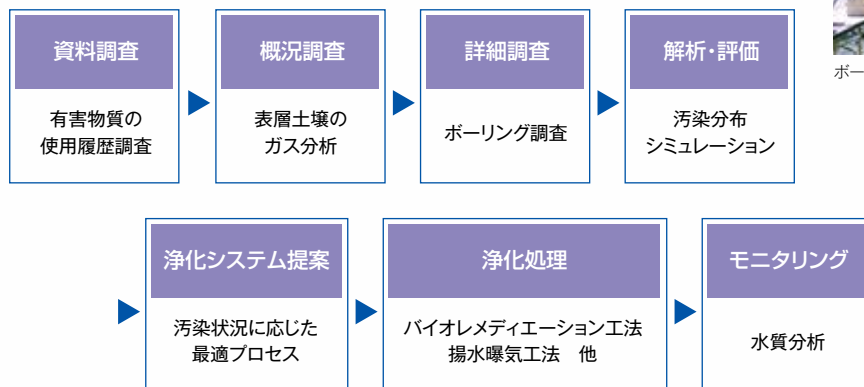 資料調査
有害物質の
使用履歴調査
概況調査
表層土壌の
ガス分析
詳細調査
ボーリング調査
解析・評価
汚染分布
シミュレーション
ボー
浄化システム提案
汚染状況に応じた
最適プロセス
浄化処理
バイオレメディエーション工法
揚水曝気工法　他
モニタリング
水質分析